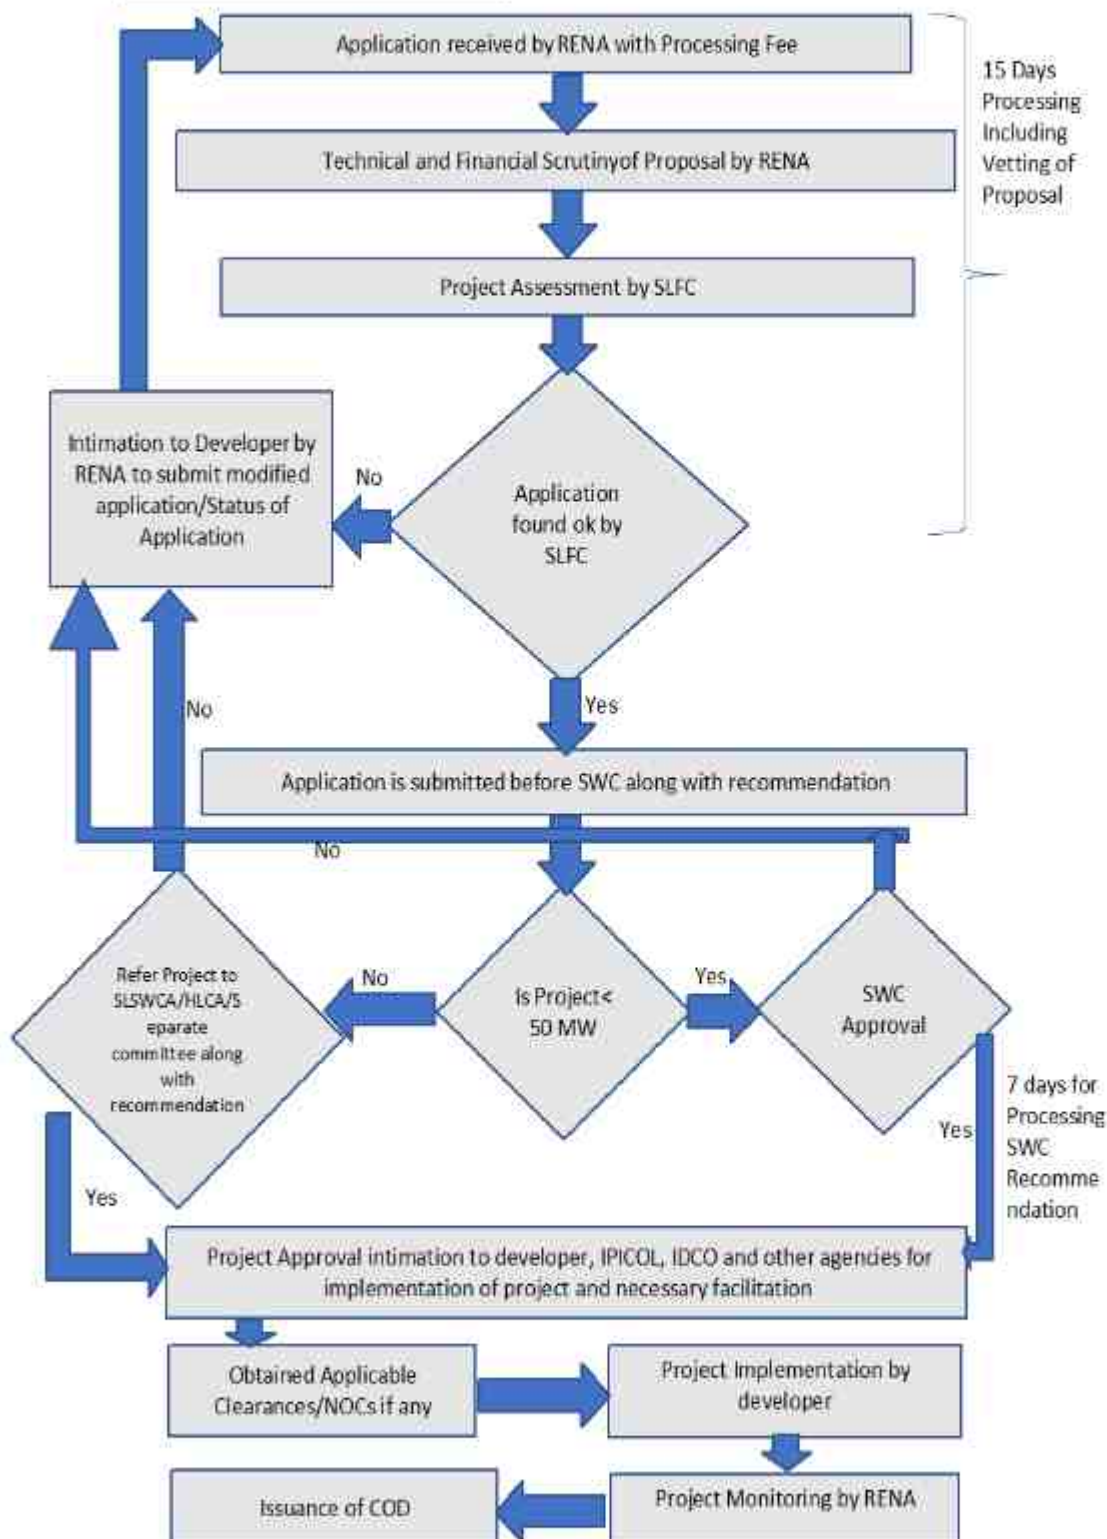 Application received by RENA with Processing Fee
15 Days
Processing
Including
Vetting of
Proposal
Technical and Financial Scrutinyof Proposal by RENA
Project Assessment by SLFC
Intimation to Developer by
RENA to submit modified
application/Status of
Application
No
Application
found ok by
SLFC
Yes
No
Application is submitted before SWC along with recommendation
No
Refer Project to
SLSWCA/HLCA/S
eparate
committee along
with
recommendation
No
Is Project<
50 MW
Yes
SWC
Approval
Yes
7 days for
Processing
SWC
Recomme
ndation
Yes
Project Approval intimation to developer, IPICOL, IDCO and other agencies for
implementation of project and necessary facilitation
Obtained Applicable
Clearances/NOCs if any
Project Implementation by
developer
Issuance of COD
Project Monitoring by RENA